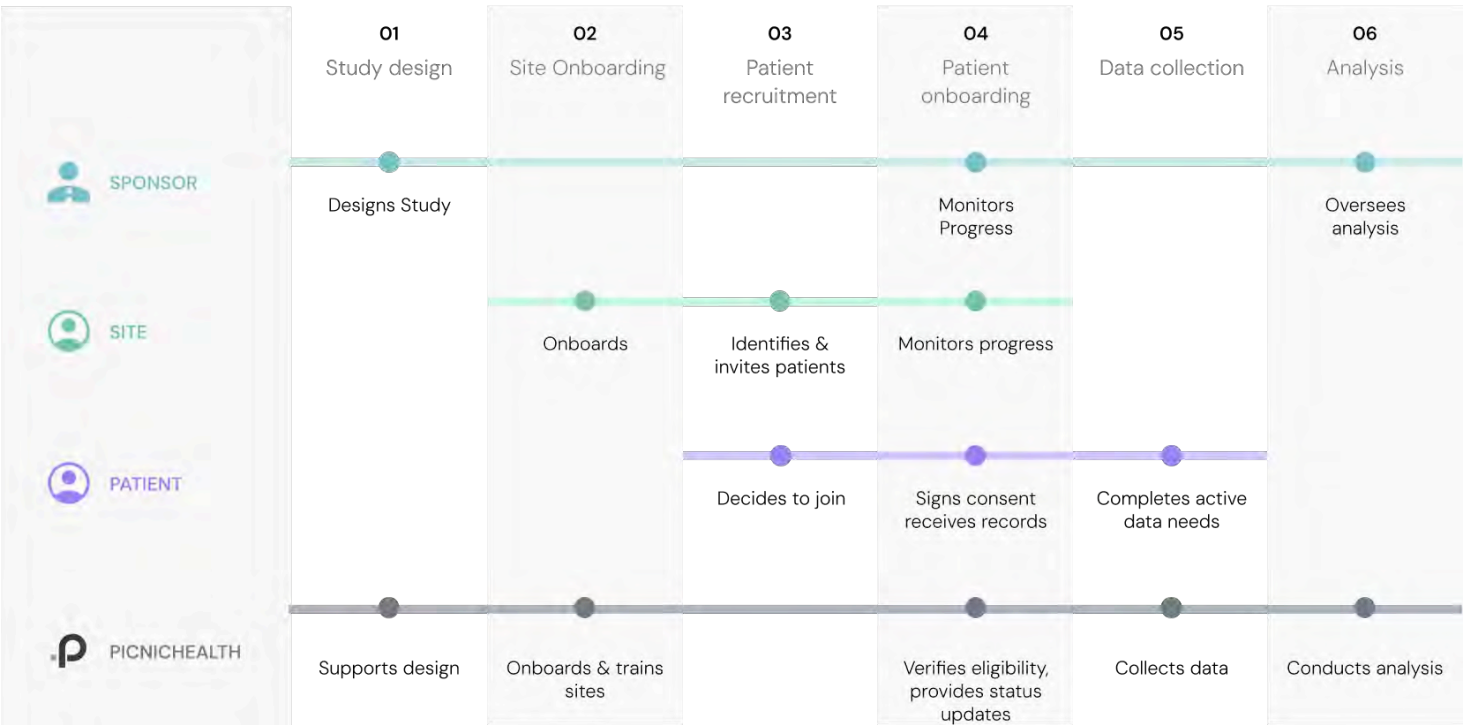 01
Study design
02
Site Onboarding
03
Patient
recruitment
04
Patient
onboarding
05
Data collection
06
Analysis
SPONSOR
Designs Study
Monitors
Progress
Oversees
analysis
SITE
Onboards
Identifies &
invites patients
Monitors progress
PATIENT
Decides to join
Signs consent
receives records
Completes active
data needs
PICNICHEALTH
Supports design
Onboards & trains
sites
Verifies eligibility,
provides status
updates
Collects data
Conducts analysis